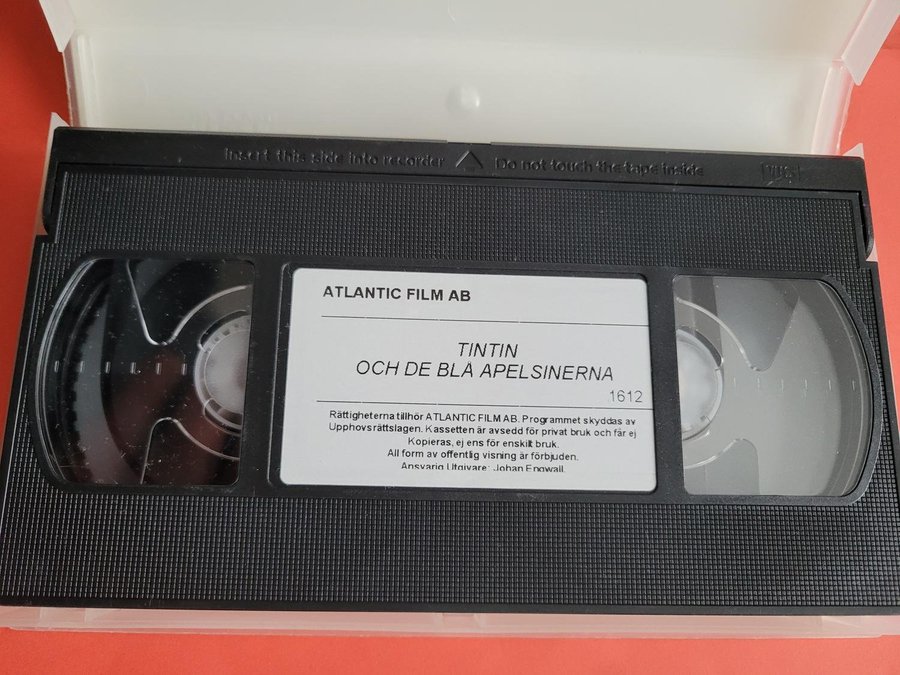 Insert this side into recorder △ Do not touch the tape inside VHS
ATLANTIC FILM AB
TINTIN
OCH DE BLÅ APELSINERNA
1612
Rättigheterna tillhör ATLANTIC FILM AB. Programmet skyddas av
Upphovsrättslagen. Kassetten är avsedd för privat bruk och får ej
Kopieras, ej ens för enskilt bruk.
All form av offentlig visning är förbjuden.
Ansvarig Utgivare: Johan Engwall.